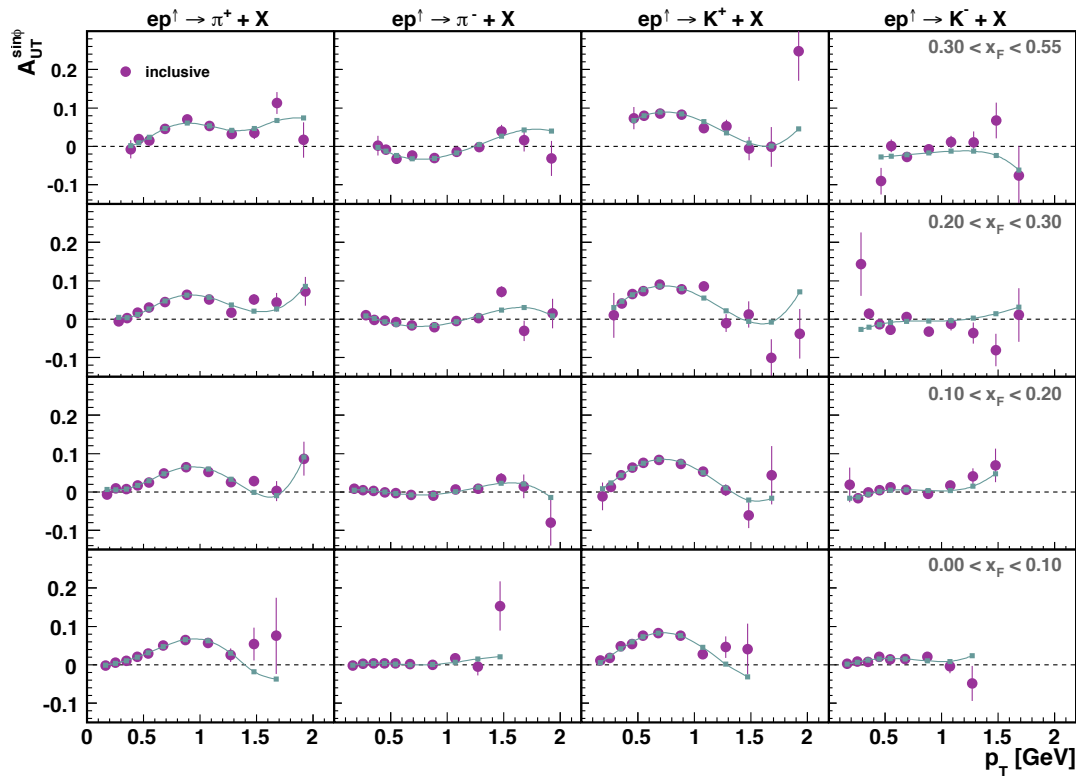 ep↑ → π+ + X ep↑ → π- + X ep↑ → K+ + X ep↑ → K- + X
A_UT^sinϕ
inclusive
0.30 < x_F < 0.55
0.2
0.1
0
-0.1
0.20 < x_F < 0.30
0.2
0.1
0
-0.1
0.10 < x_F < 0.20
0.2
0.1
0
-0.1
0.00 < x_F < 0.10
0.2
0.1
0
-0.1
0 0.5 1 1.5 2 0.5 1 1.5 2 0.5 1 1.5 2 0.5 1 1.5 2
p_T [GeV]